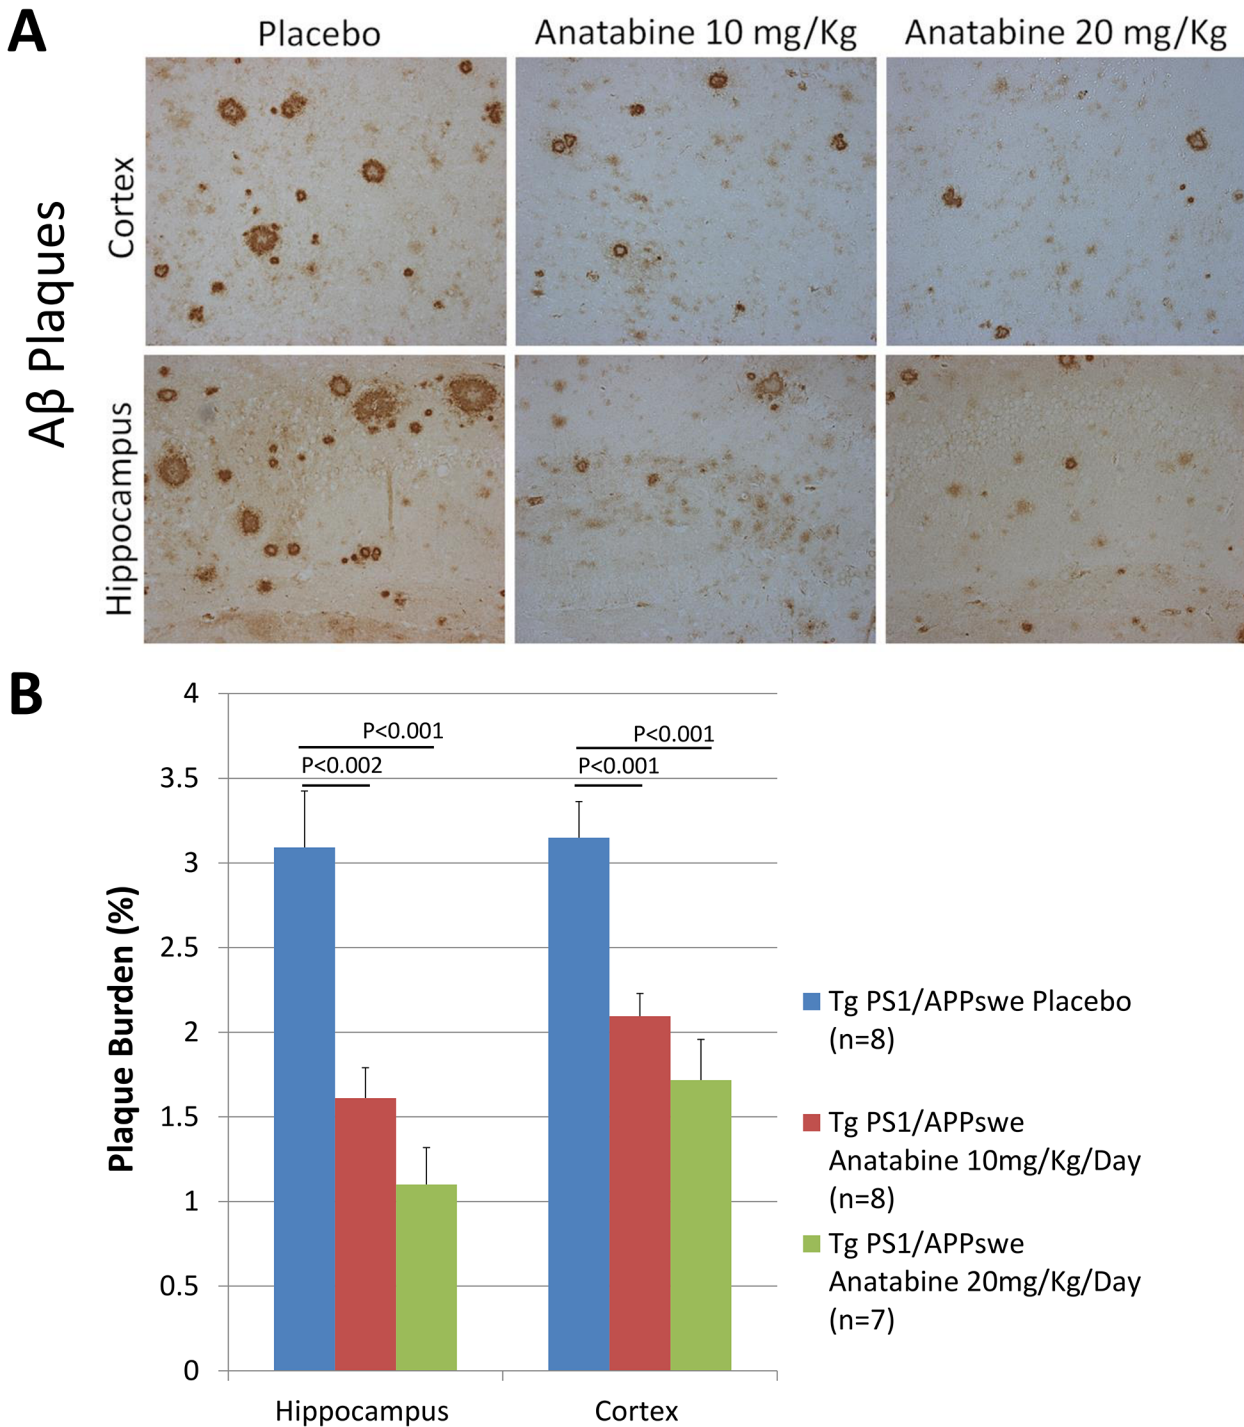 A
Placebo
Anatabine 10 mg/Kg
Anatabine 20 mg/Kg
Aβ Plaques
Cortex
Hippocampus
B
Plaque Burden (%)
4
3.5
3
2.5
2
1.5
1
0.5
0
P<0.001
P<0.002
P<0.001
P<0.001
Hippocampus
Cortex
Tg PS1/APPswe Placebo
(n=8)
Tg PS1/APPswe
Anatabine 10mg/Kg/Day
(n=8)
Tg PS1/APPswe
Anatabine 20mg/Kg/Day
(n=7)